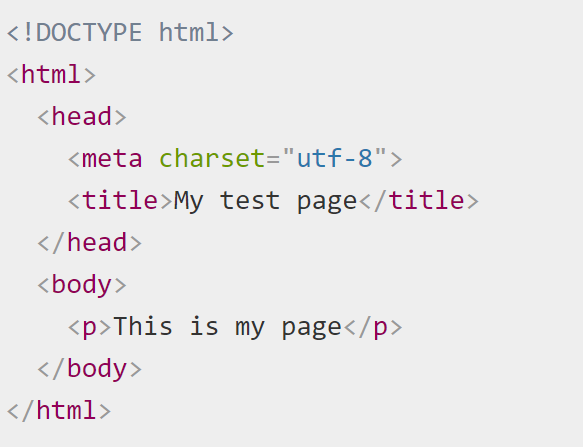 <!DOCTYPE html>
<html>
  <head>
    <meta charset="utf-8">
    <title>My test page</title>
  </head>
  <body>
    <p>This is my page</p>
  </body>
</html>